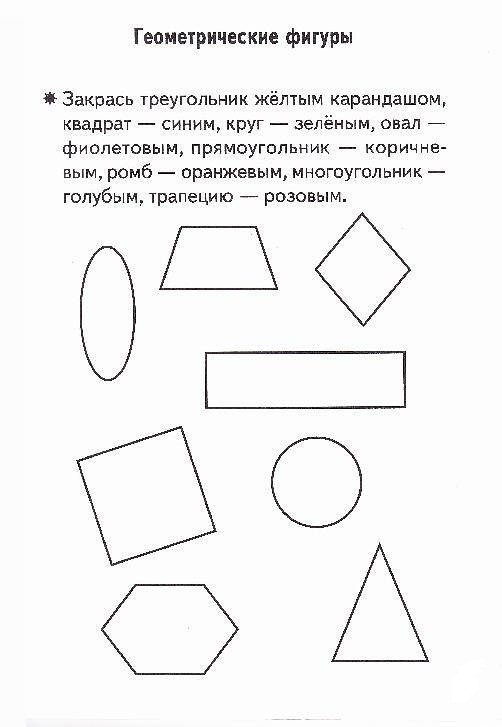 Геометрические фигуры
✷ Закрась треугольник жёлтым карандашом,
квадрат — синим, круг — зелёным, овал —
фиолетовым, прямоугольник — коричне-
вым, ромб — оранжевым, многоугольник —
голубым, трапецию — розовым.